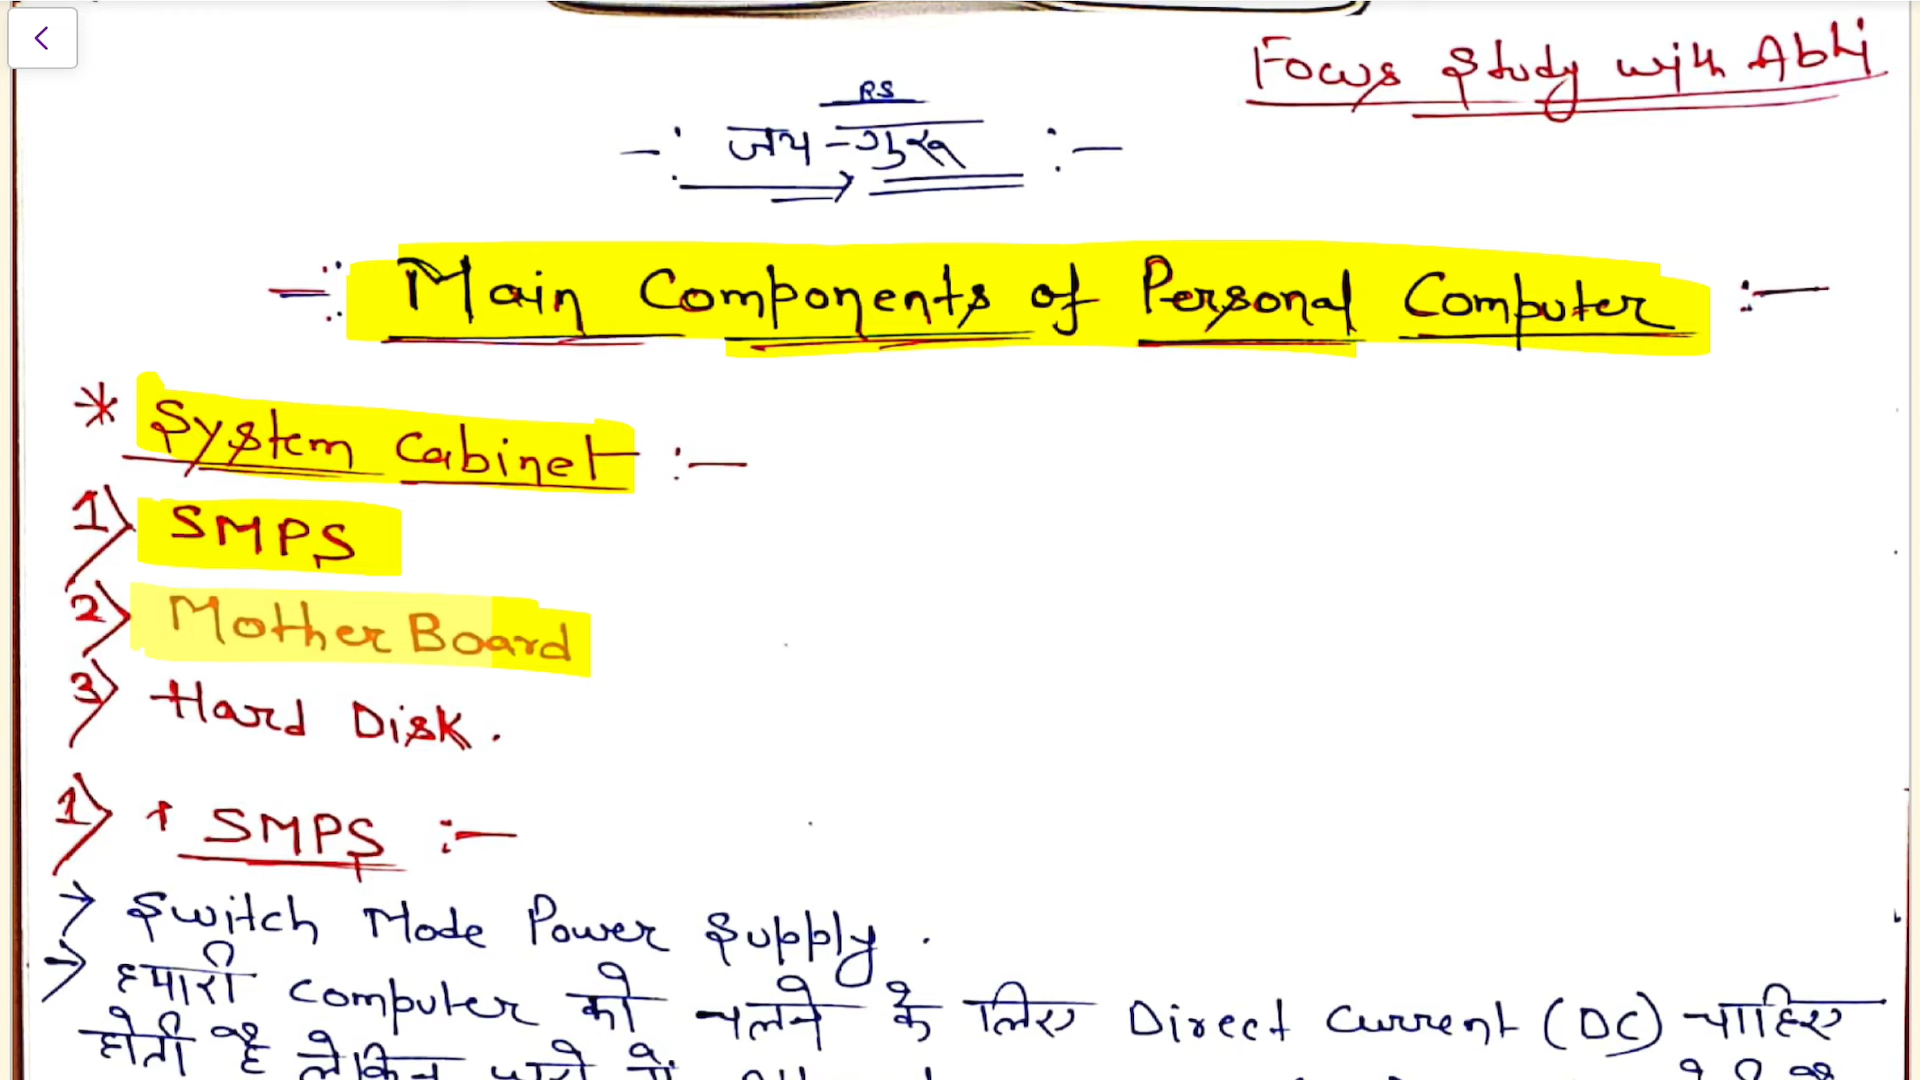 Focus Study with Abhi
RS
-: जय - गुरु :-
-: Main Components of Personal Computer :-
* System Cabinet :-
1) SMPS
2) Mother Board
3) Hard Disk.
1) * SMPS :-
→ Switch Mode Power Supply.
→ हमारी Computer को चलने के लिए Direct Current (DC) चाहिए
होती है लेकिन